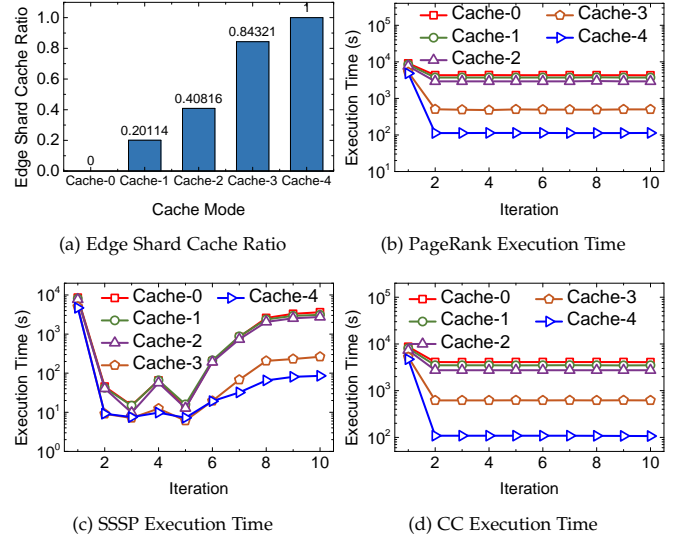 Edge Shard Cache Ratio
1.0
0.8
0.6
0.4
0.2
0.0
0
0.20114
0.40816
0.84321
1
Cache-0 Cache-1 Cache-2 Cache-3 Cache-4
Cache Mode
(a) Edge Shard Cache Ratio
Execution Time (s)
10^5
10^4
10^3
10^2
10^1
Cache-0 Cache-3
Cache-1 Cache-4
Cache-2
2 4 6 8 10
Iteration
(b) PageRank Execution Time
Execution Time (s)
10^4
10^3
10^2
10^1
10^0
Cache-0 Cache-4
Cache-1
Cache-2
Cache-3
2 4 6 8 10
Iteration
(c) SSSP Execution Time
Execution Time (s)
10^5
10^4
10^3
10^2
Cache-0 Cache-3
Cache-1 Cache-4
Cache-2
2 4 6 8 10
Iteration
(d) CC Execution Time